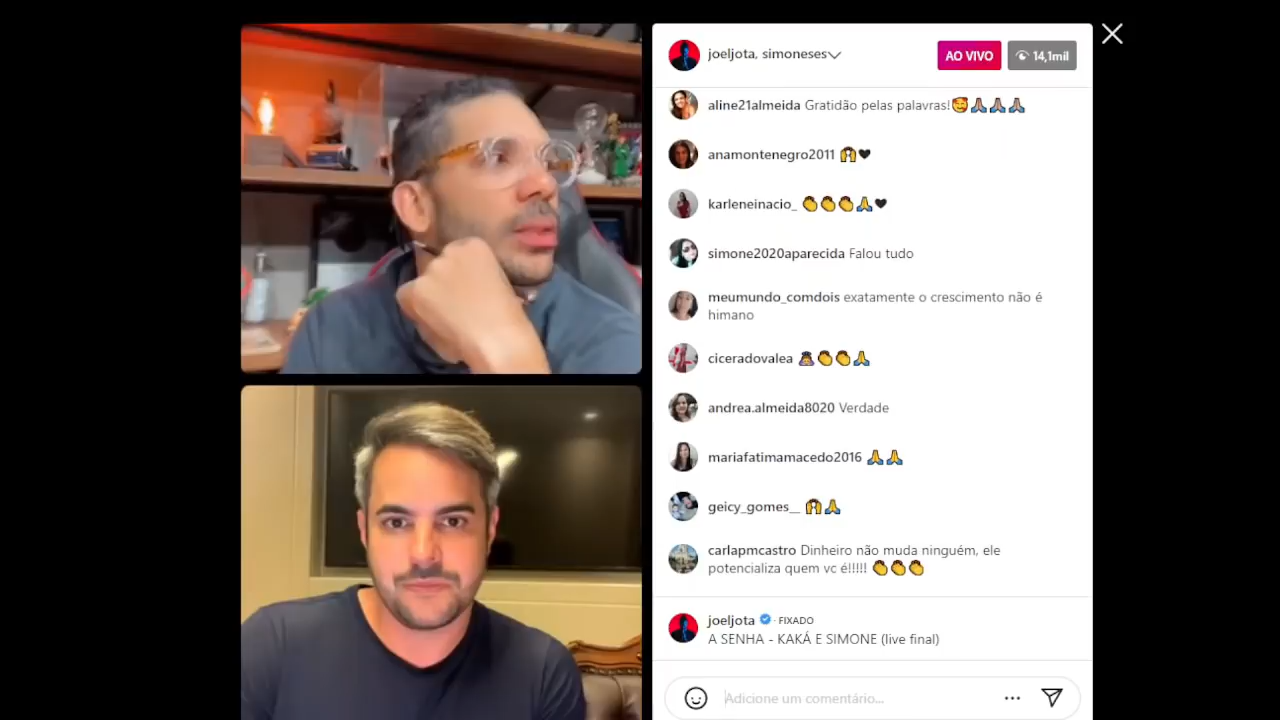 joeljota, simoneses
AO VIVO
14,1mil
aline21almeida Gratidão pelas palavras!🥰🙏🏽🙏🏽🙏🏽
anamontenegro2011 🙌🖤
karleneinacio_ 👏👏👏🙏🖤
simone2020aparecida Falou tudo
meumundo_comdois exatamente o crescimento não é
himano
ciceradovalea 🙇👏👏🙏
andrea.almeida8020 Verdade
mariafatimamacedo2016 🙏🙏
geicy_gomes__ 🙌🙏
carlapmcastro Dinheiro não muda ninguém, ele
potencializa quem vc é!!!!! 👏👏👏
joeljota · FIXADO
A SENHA - KAKÁ E SIMONE (live final)
Adicione um comentário...